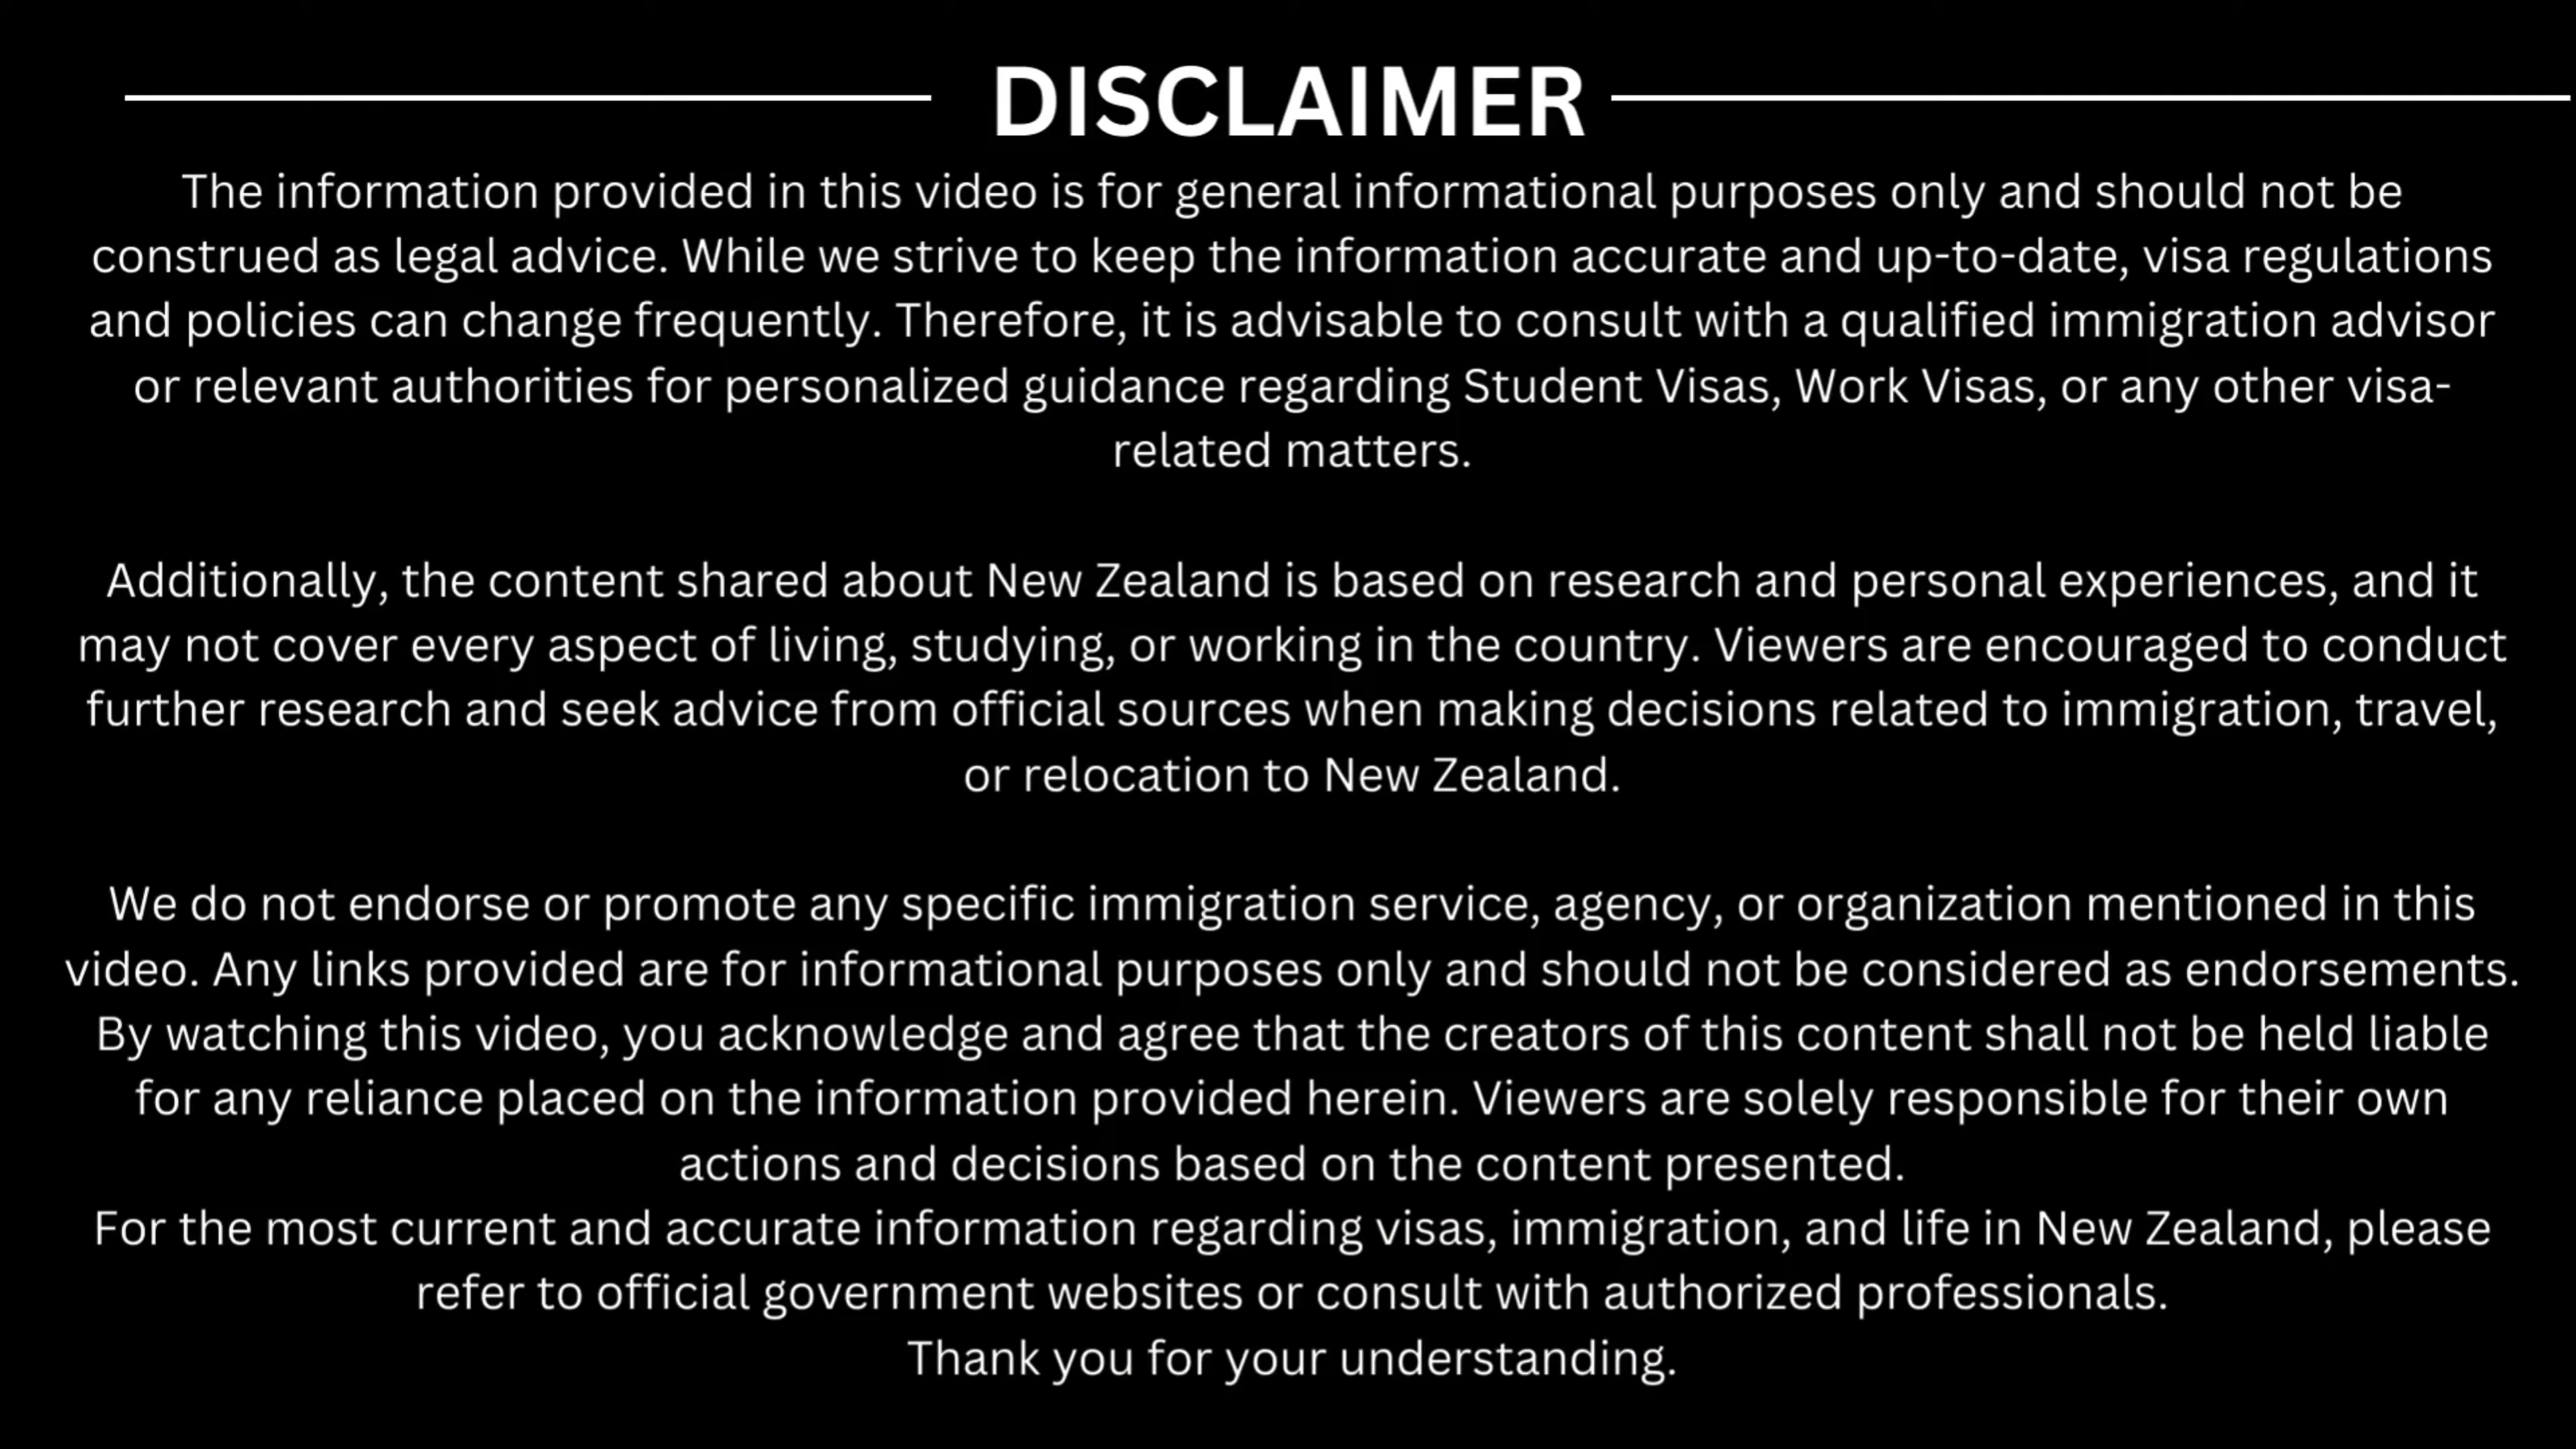 DISCLAIMER
The information provided in this video is for general informational purposes only and should not be
construed as legal advice. While we strive to keep the information accurate and up-to-date, visa regulations
and policies can change frequently. Therefore, it is advisable to consult with a qualified immigration advisor
or relevant authorities for personalized guidance regarding Student Visas, Work Visas, or any other visa-
related matters.
Additionally, the content shared about New Zealand is based on research and personal experiences, and it
may not cover every aspect of living, studying, or working in the country. Viewers are encouraged to conduct
further research and seek advice from official sources when making decisions related to immigration, travel,
or relocation to New Zealand.
We do not endorse or promote any specific immigration service, agency, or organization mentioned in this
video. Any links provided are for informational purposes only and should not be considered as endorsements.
By watching this video, you acknowledge and agree that the creators of this content shall not be held liable
for any reliance placed on the information provided herein. Viewers are solely responsible for their own
actions and decisions based on the content presented.
For the most current and accurate information regarding visas, immigration, and life in New Zealand, please
refer to official government websites or consult with authorized professionals.
Thank you for your understanding.